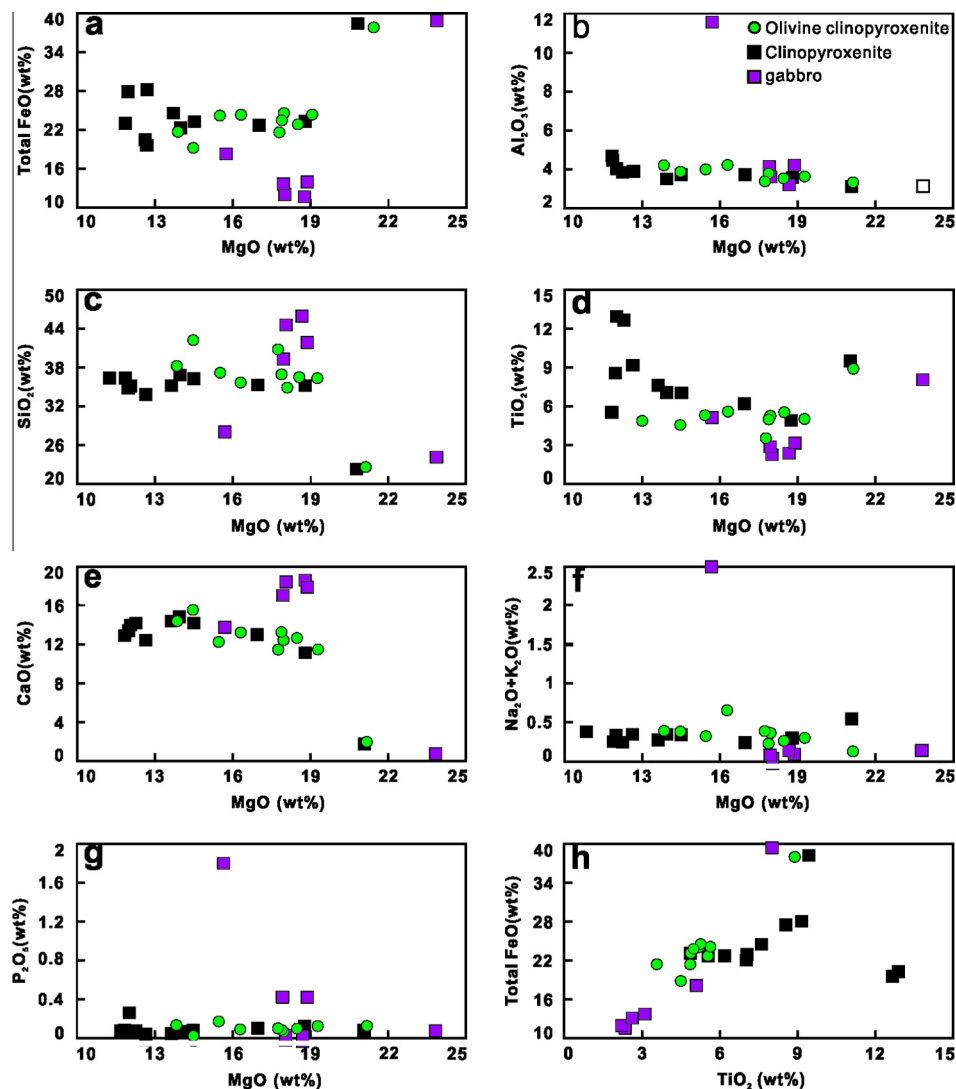 a
Total FeO(wt%)
40
34
28
22
16
10
10 13 16 19 22 25
MgO (wt%)
b
Al₂O₃(wt%)
12
10
8
6
4
2
Olivine clinopyroxenite
Clinopyroxenite
gabbro
10 13 16 19 22 25
MgO (wt%)
c
SiO₂(wt%)
50
44
38
32
26
20
10 13 16 19 22 25
MgO (wt%)
d
TiO₂(wt%)
15
12
9
6
3
0
10 13 16 19 22 25
MgO (wt%)
e
CaO(wt%)
20
16
12
8
4
0
10 13 16 19 22 25
MgO (wt%)
f
Na₂O+K₂O(wt%)
2.5
2
1.5
1
0.5
0
10 13 16 19 22 25
MgO (wt%)
g
P₂O₅(wt%)
2
1.6
1.2
0.8
0.4
0
10 13 16 19 22 25
MgO (wt%)
h
Total FeO(wt%)
40
34
28
22
16
10
0 3 6 9 12 15
TiO₂ (wt%)